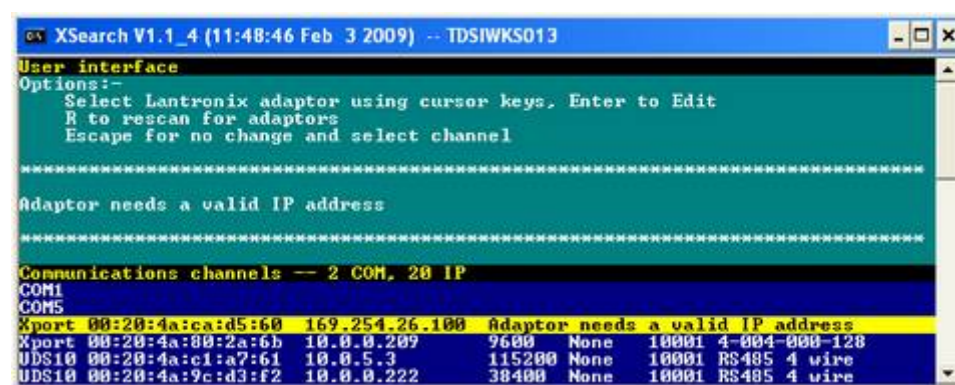 XSearch V1.1_4 (11:48:46 Feb 3 2009) -- TDSIWKS013
User interface
Options:-
Select Lantronix adaptor using cursor keys, Enter to Edit
R to rescan for adaptors
Escape for no change and select channel
********************************************************************************
Adaptor needs a valid IP address
********************************************************************************
Communications channels -- 2 COM, 20 IP
COM1
COM5
Xport 00:20:4a:ca:d5:60 169.254.26.100 Adaptor needs a valid IP address
Xport 00:20:4a:80:2a:6b 10.0.0.209 9600 None 10001 4-004-000-128
UDS10 00:20:4a:c1:a7:61 10.0.5.3 115200 None 10001 RS485 4 wire
UDS10 00:20:4a:9c:d3:f2 10.0.0.222 38400 None 10001 RS485 4 wire